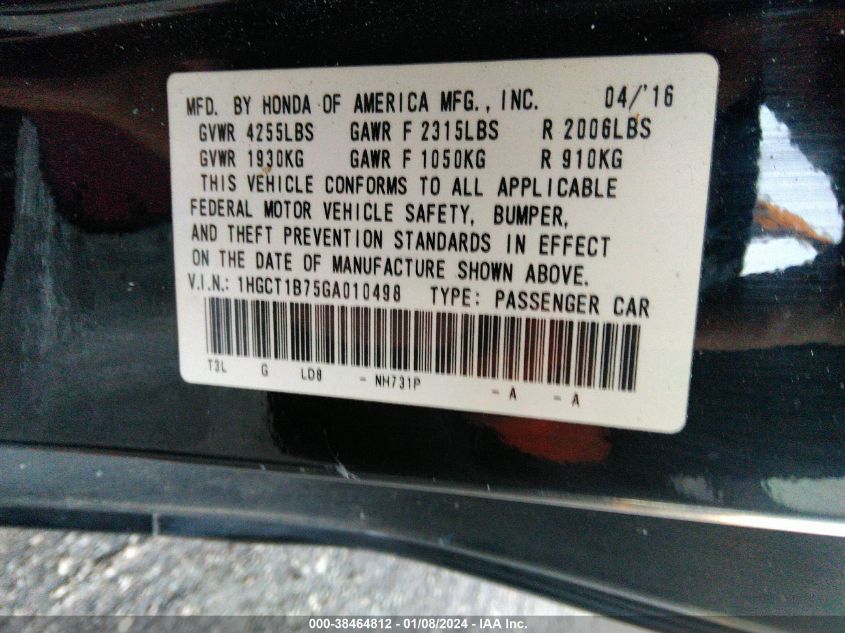 MFD. BY HONDA OF AMERICA MFG., INC. 04/'16
GVWR 4255LBS GAWR F 2315LBS R 2006LBS
GVWR 1930KG GAWR F 1050KG R 910KG
THIS VEHICLE CONFORMS TO ALL APPLICABLE
FEDERAL MOTOR VEHICLE SAFETY, BUMPER,
AND THEFT PREVENTION STANDARDS IN EFFECT
ON THE DATE OF MANUFACTURE SHOWN ABOVE.
V.I.N.: 1HGCT1B75GA010498 TYPE: PASSENGER CAR
T3L G LD8 - NH731P - A - A
000-38464812 - 01/08/2024 - IAA Inc.